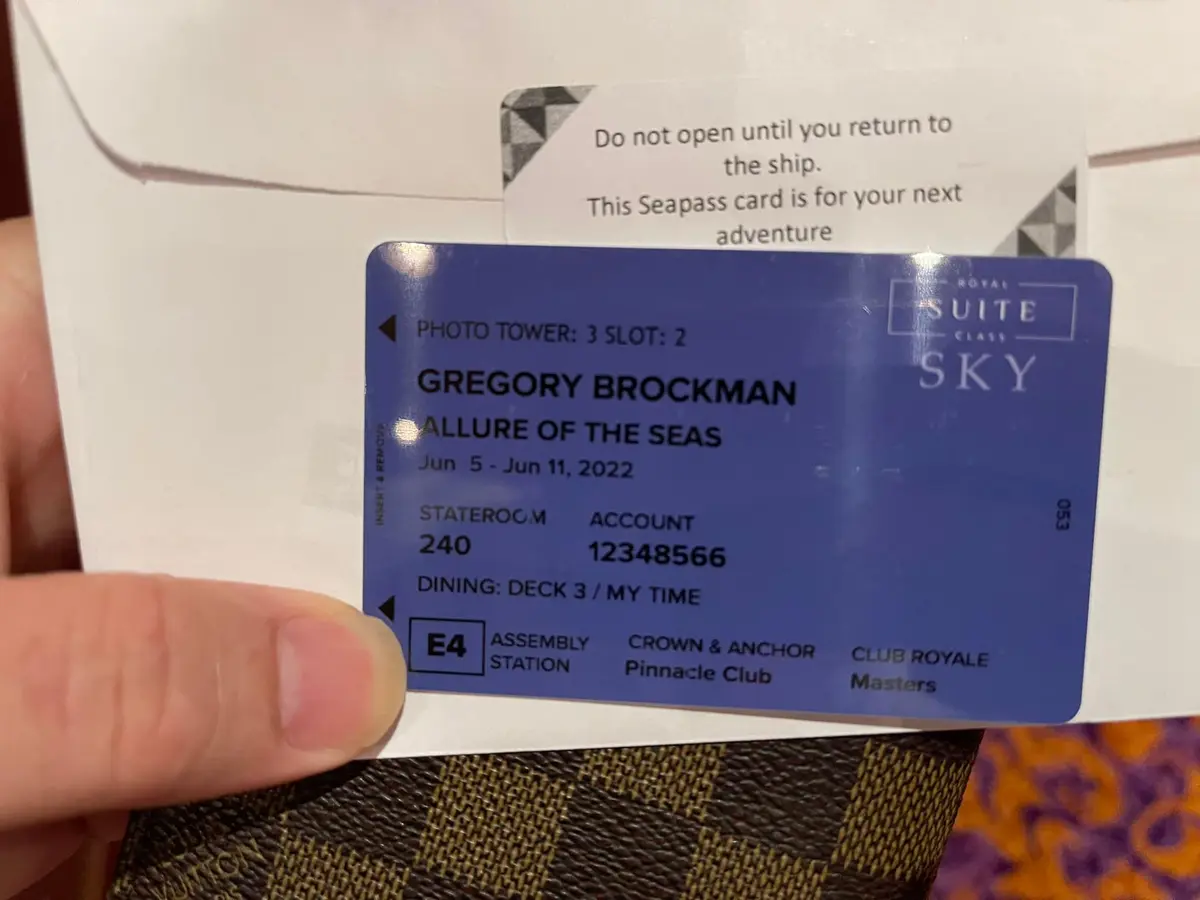 Do not open until you return to
the ship.
This Seapass card is for your next
adventure
ROYAL
SUITE
CLASS
SKY
PHOTO TOWER: 3 SLOT: 2
GREGORY BROCKMAN
ALLURE OF THE SEAS
Jun 5 - Jun 11, 2022
INSERT & REMOVE
STATEROOM ACCOUNT
240 12348566
053
DINING: DECK 3 / MY TIME
E4 ASSEMBLY STATION
CROWN & ANCHOR
Pinnacle Club
CLUB ROYALE
Masters
VUITTON